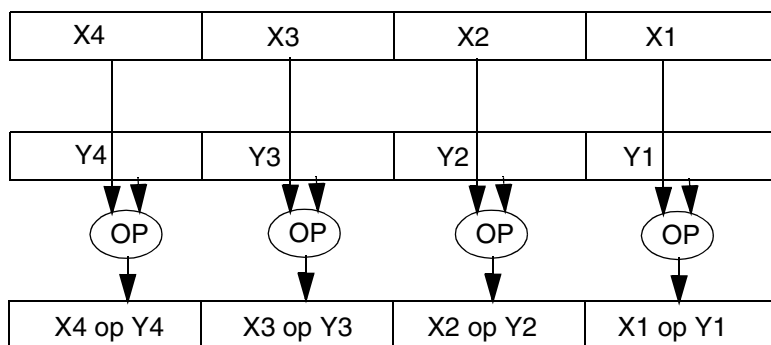 X4 X3 X2 X1
Y4 Y3 Y2 Y1
OP OP OP OP
X4 op Y4 X3 op Y3 X2 op Y2 X1 op Y1